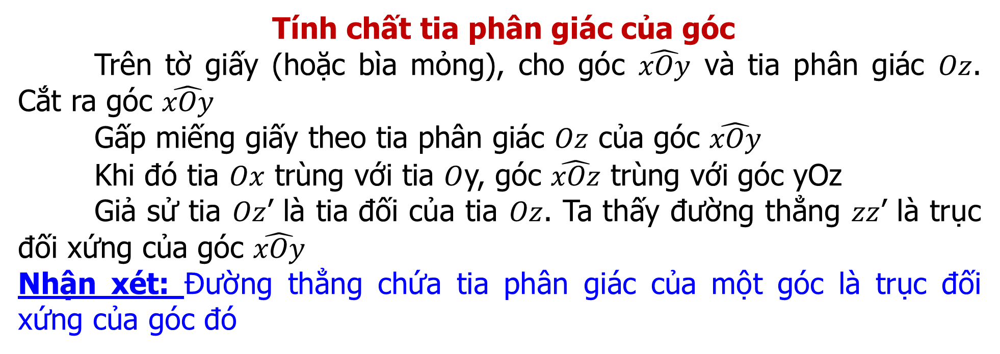 Tính chất tia phân giác của góc
Trên tờ giấy (hoặc bìa mỏng), cho góc $\widehat{xOy}$ và tia phân giác $Oz$.
Cắt ra góc $\widehat{xOy}$
Gấp miếng giấy theo tia phân giác $Oz$ của góc $\widehat{xOy}$
Khi đó tia $Ox$ trùng với tia $O$y, góc $\widehat{xOz}$ trùng với góc yOz
Giả sử tia $Oz’$ là tia đối của tia $Oz$. Ta thấy đường thẳng $zz’$ là trục
đối xứng của góc $\widehat{xOy}$
Nhận xét: Đường thẳng chứa tia phân giác của một góc là trục đối
xứng của góc đó